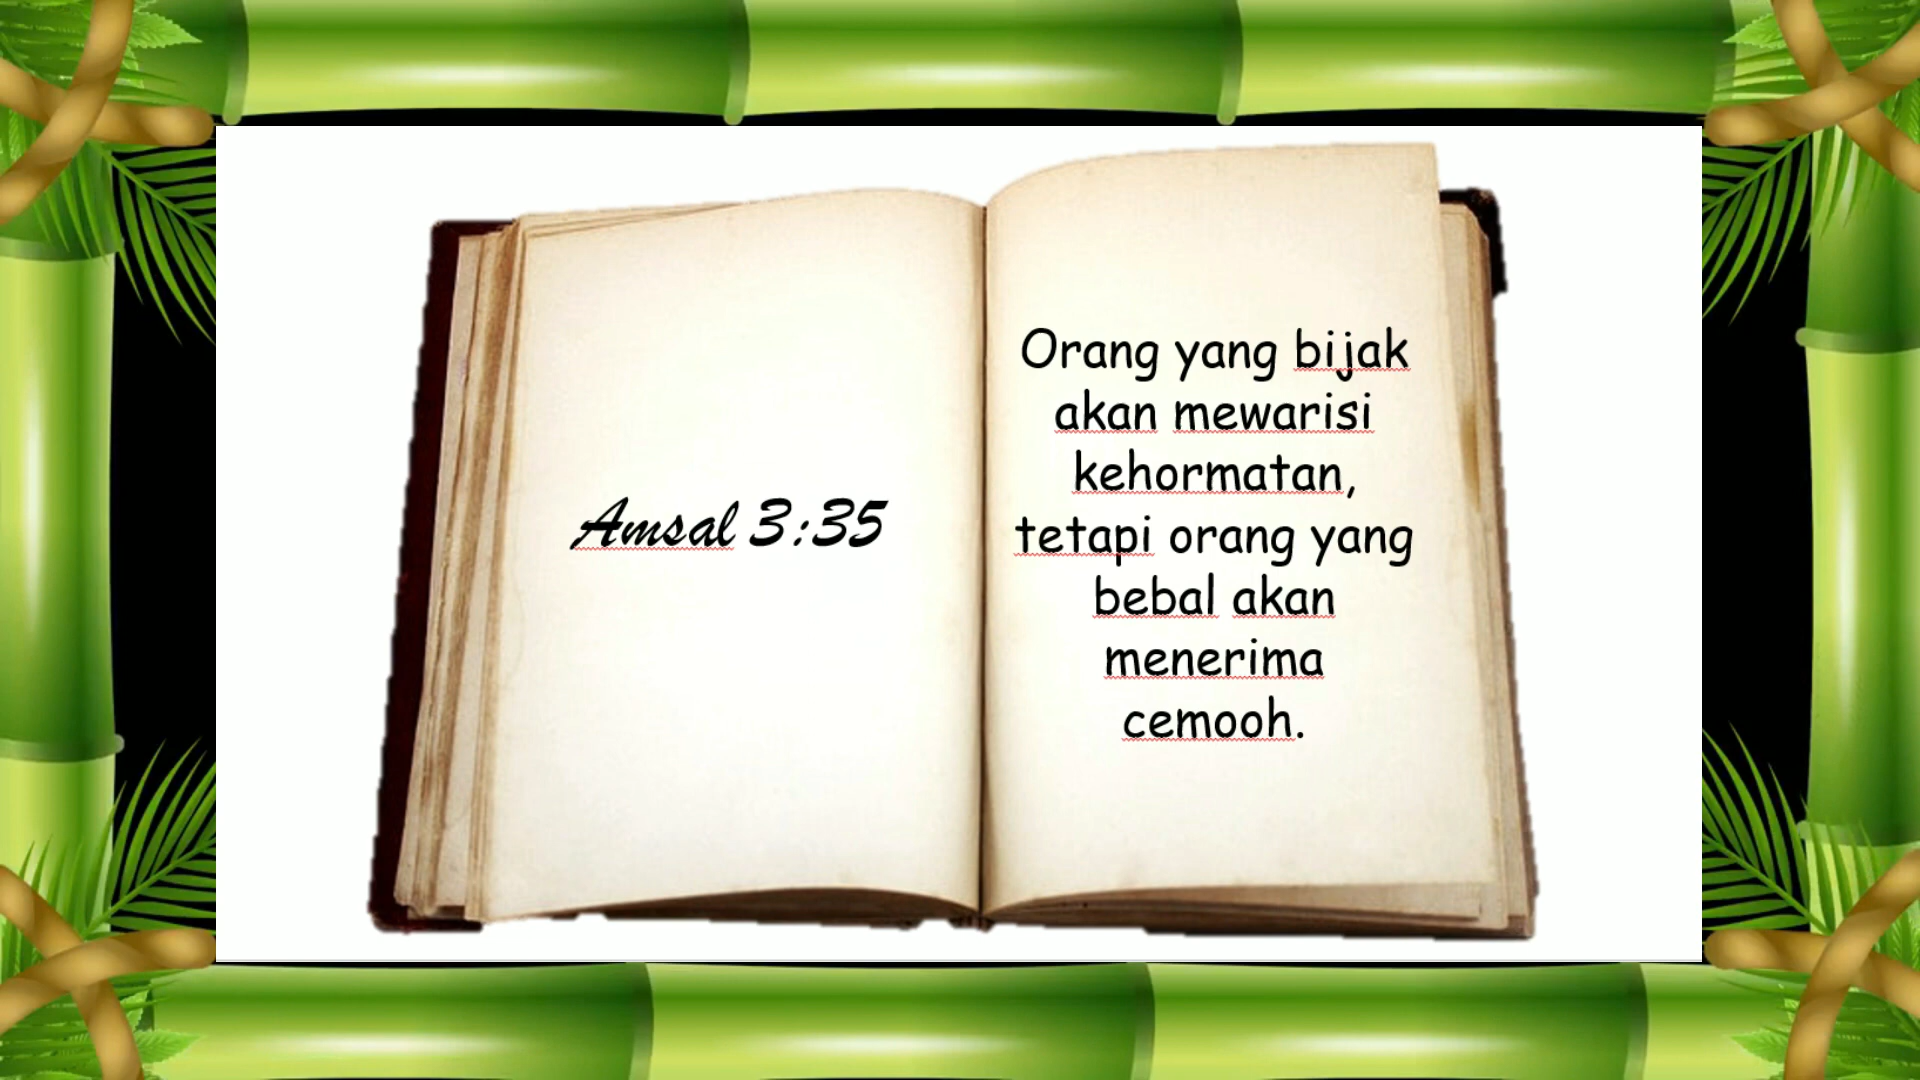 Amsal 3:35
Orang yang bijak
akan mewarisi
kehormatan,
tetapi orang yang
bebal akan
menerima
cemooh.